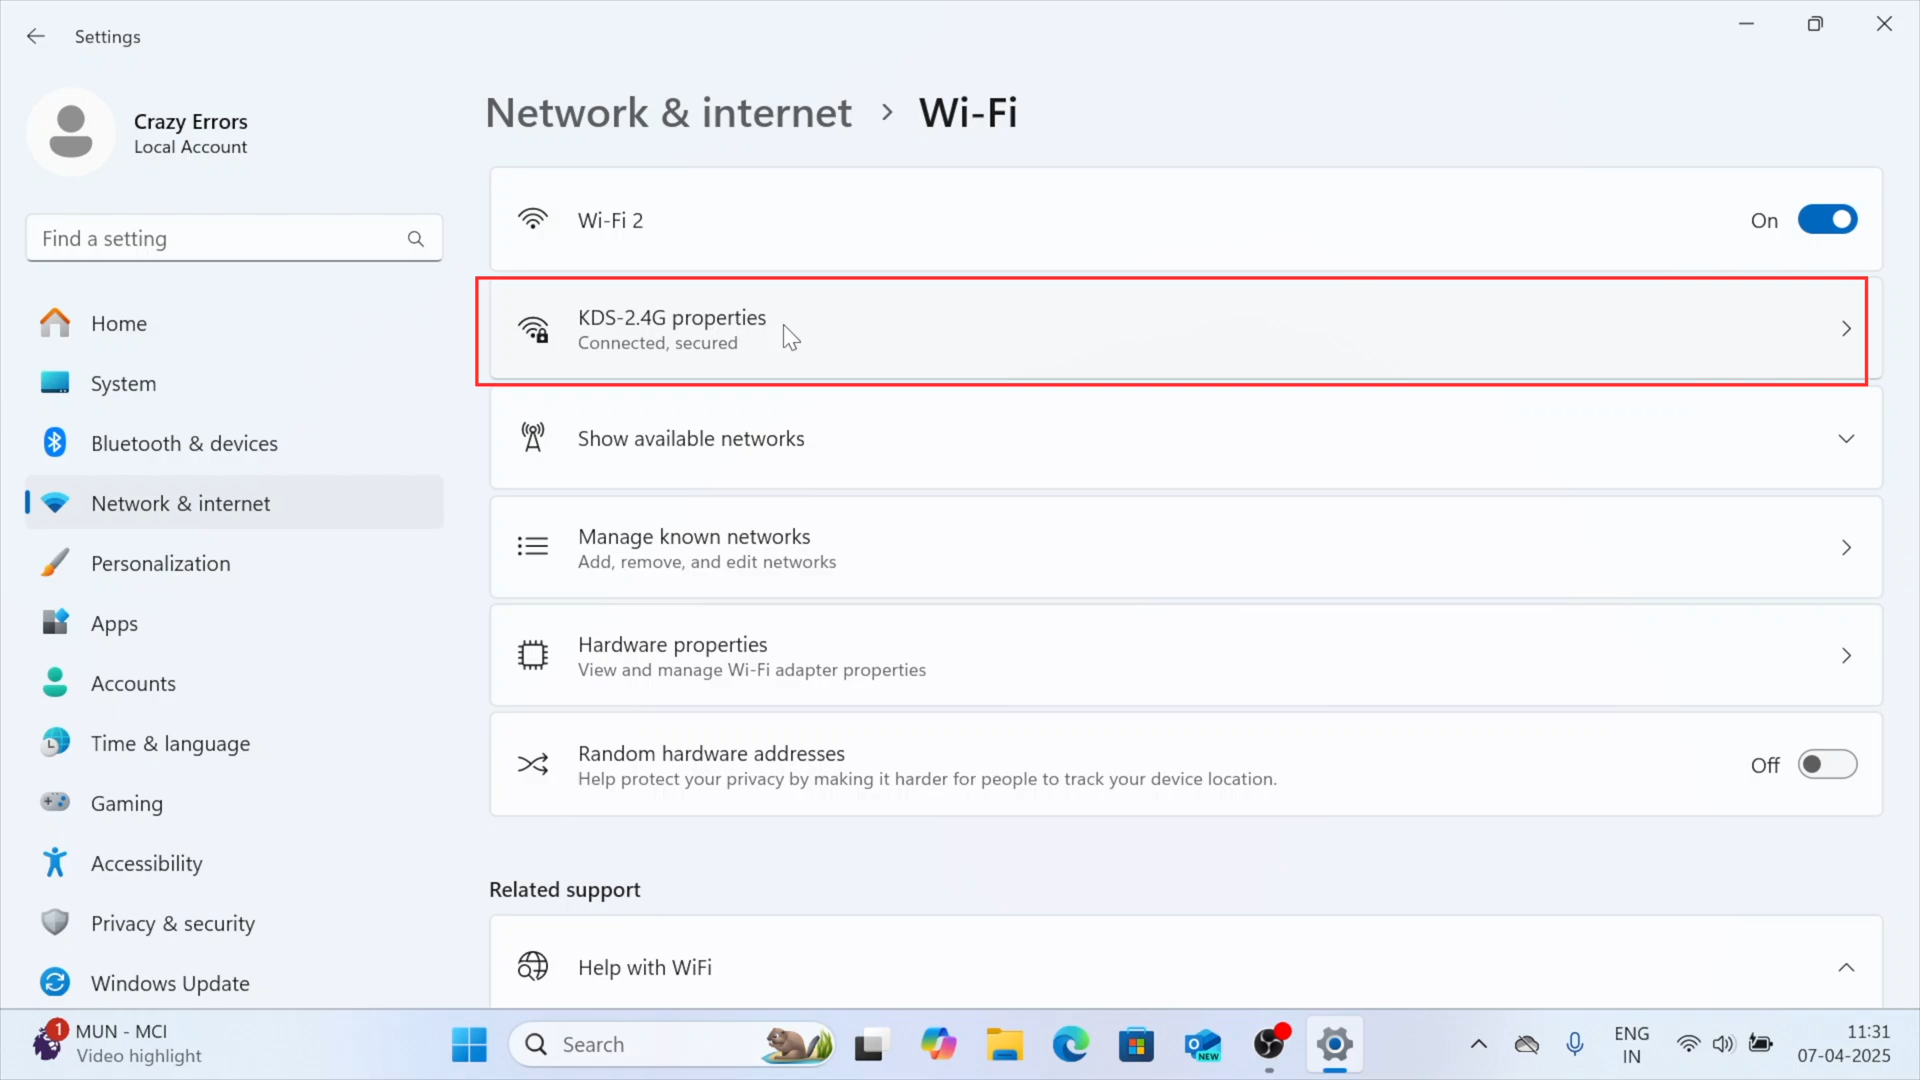 Settings
Crazy Errors
Local Account
Find a setting
Home
System
Bluetooth & devices
Network & internet
Personalization
Apps
Accounts
Time & language
Gaming
Accessibility
Privacy & security
Windows Update
Network & internet > Wi-Fi
Wi-Fi 2
On
KDS-2.4G properties
Connected, secured
Show available networks
Manage known networks
Add, remove, and edit networks
Hardware properties
View and manage Wi-Fi adapter properties
Random hardware addresses
Help protect your privacy by making it harder for people to track your device location.
Off
Related support
Help with WiFi
1
MUN - MCI
Video highlight
Search
NEW
ENG
IN
11:31
07-04-2025